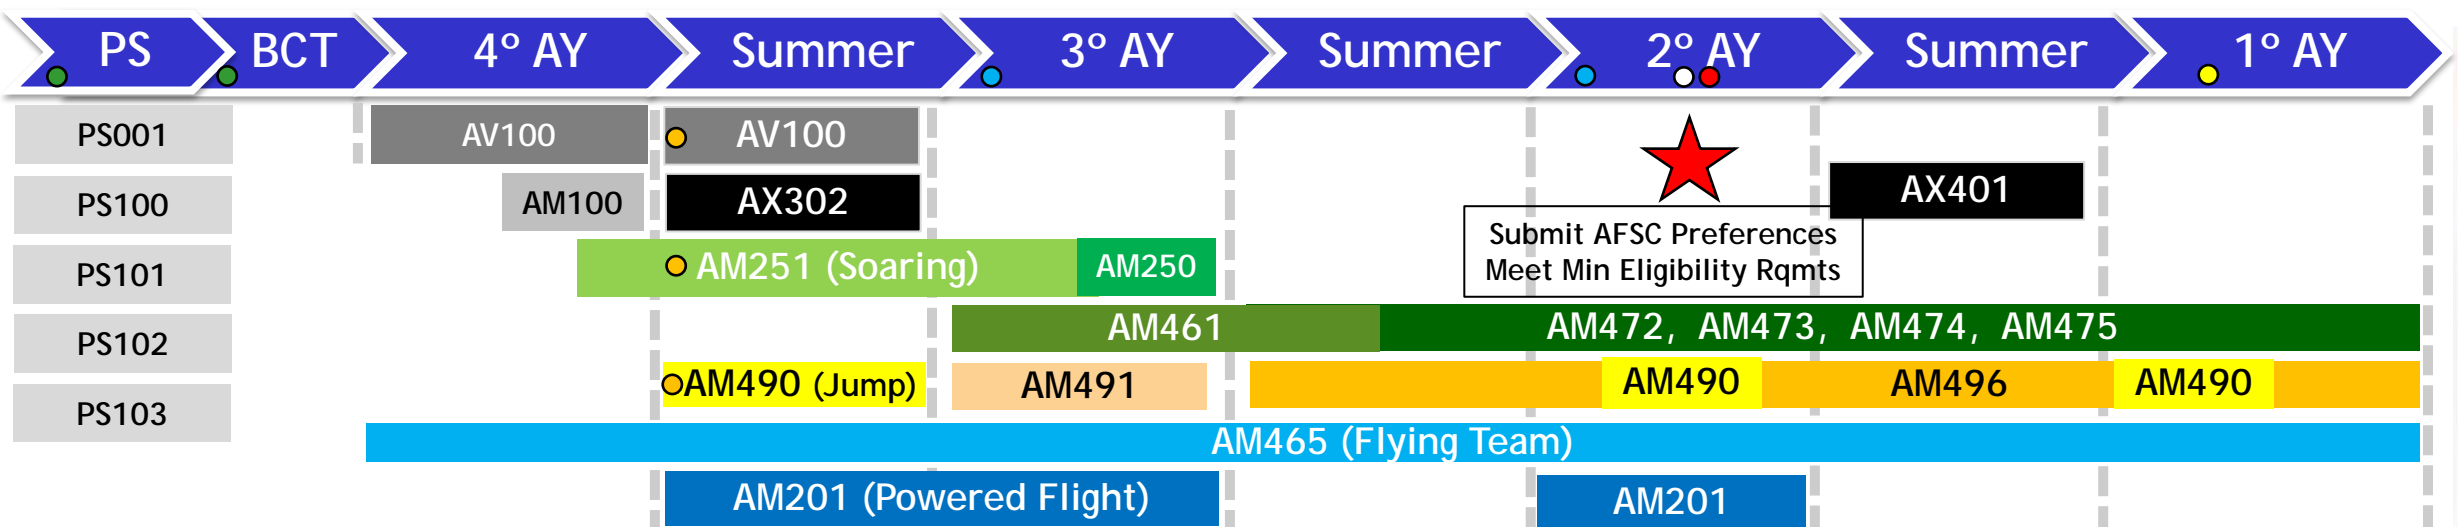 PS BCT 4° AY Summer 3° AY Summer 2° AY Summer 1° AY
PS001 AV100 AV100
PS100 AM100 AX302 AX401
Submit AFSC Preferences
Meet Min Eligibility Rqmts
PS101 AM251 (Soaring) AM250
PS102 AM461 AM472, AM473, AM474, AM475
AM490 (Jump) AM491 AM490 AM496 AM490
PS103
AM465 (Flying Team)
AM201 (Powered Flight) AM201